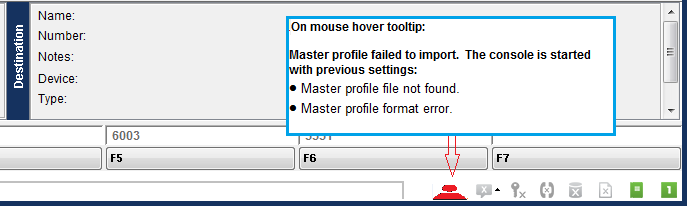 Destination
Name:
Number:
Notes:
Device:
Type:
On mouse hover tooltip:
Master profile failed to import. The console is started
with previous settings:
● Master profile file not found.
● Master profile format error.
6003
F5
F6
F7
1